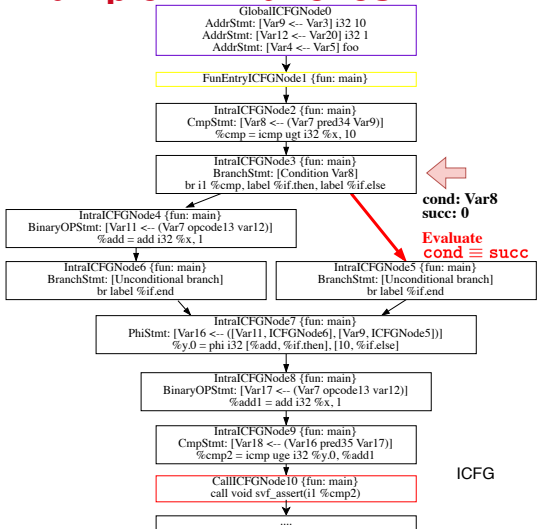 GlobalICFGNode0
AddrStmt: [Var9 <-- Var3] i32 10
AddrStmt: [Var12 <-- Var20] i32 1
AddrStmt: [Var4 <-- Var5] foo
FunEntryICFGNode1 {fun: main}
IntraICFGNode2 {fun: main}
CmpStmt: [Var8 <-- (Var7 pred34 Var9)]
%cmp = icmp ugt i32 %x, 10
IntraICFGNode3 {fun: main}
BranchStmt: [Condition Var8]
br i1 %cmp, label %if.then, label %if.else
cond: Var8
succ: 0
Evaluate
cond ≡ succ
IntraICFGNode4 {fun: main}
BinaryOPStmt: [Var11 <-- (Var7 opcode13 var12)]
%add = add i32 %x, 1
IntraICFGNode6 {fun: main}
BranchStmt: [Unconditional branch]
br label %if.end
IntraICFGNode5 {fun: main}
BranchStmt: [Unconditional branch]
br label %if.end
IntraICFGNode7 {fun: main}
PhiStmt: [Var16 <-- ([Var11, ICFGNode6], [Var9, ICFGNode5])]
%y.0 = phi i32 [%add, %if.then], [10, %if.else]
IntraICFGNode8 {fun: main}
BinaryOPStmt: [Var17 <-- (Var7 opcode13 var12)]
%add1 = add i32 %x, 1
IntraICFGNode9 {fun: main}
CmpStmt: [Var18 <-- (Var16 pred35 Var17)]
%cmp2 = icmp uge i32 %y.0, %add1
ICFG
CallICFGNode10 {fun: main}
call void svf_assert(i1 %cmp2)
....